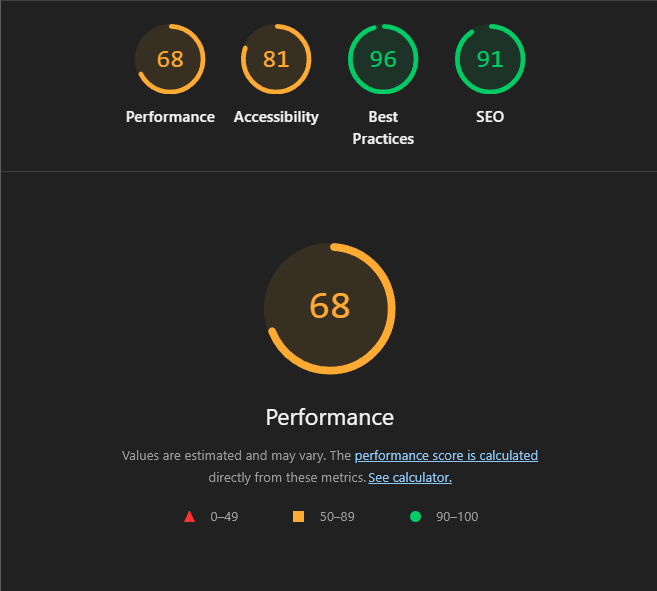 68
81
96
91
Performance
Accessibility
Best
Practices
SEO
68
Performance
Values are estimated and may vary. The performance score is calculated
directly from these metrics. See calculator.
0–49
50–89
90–100